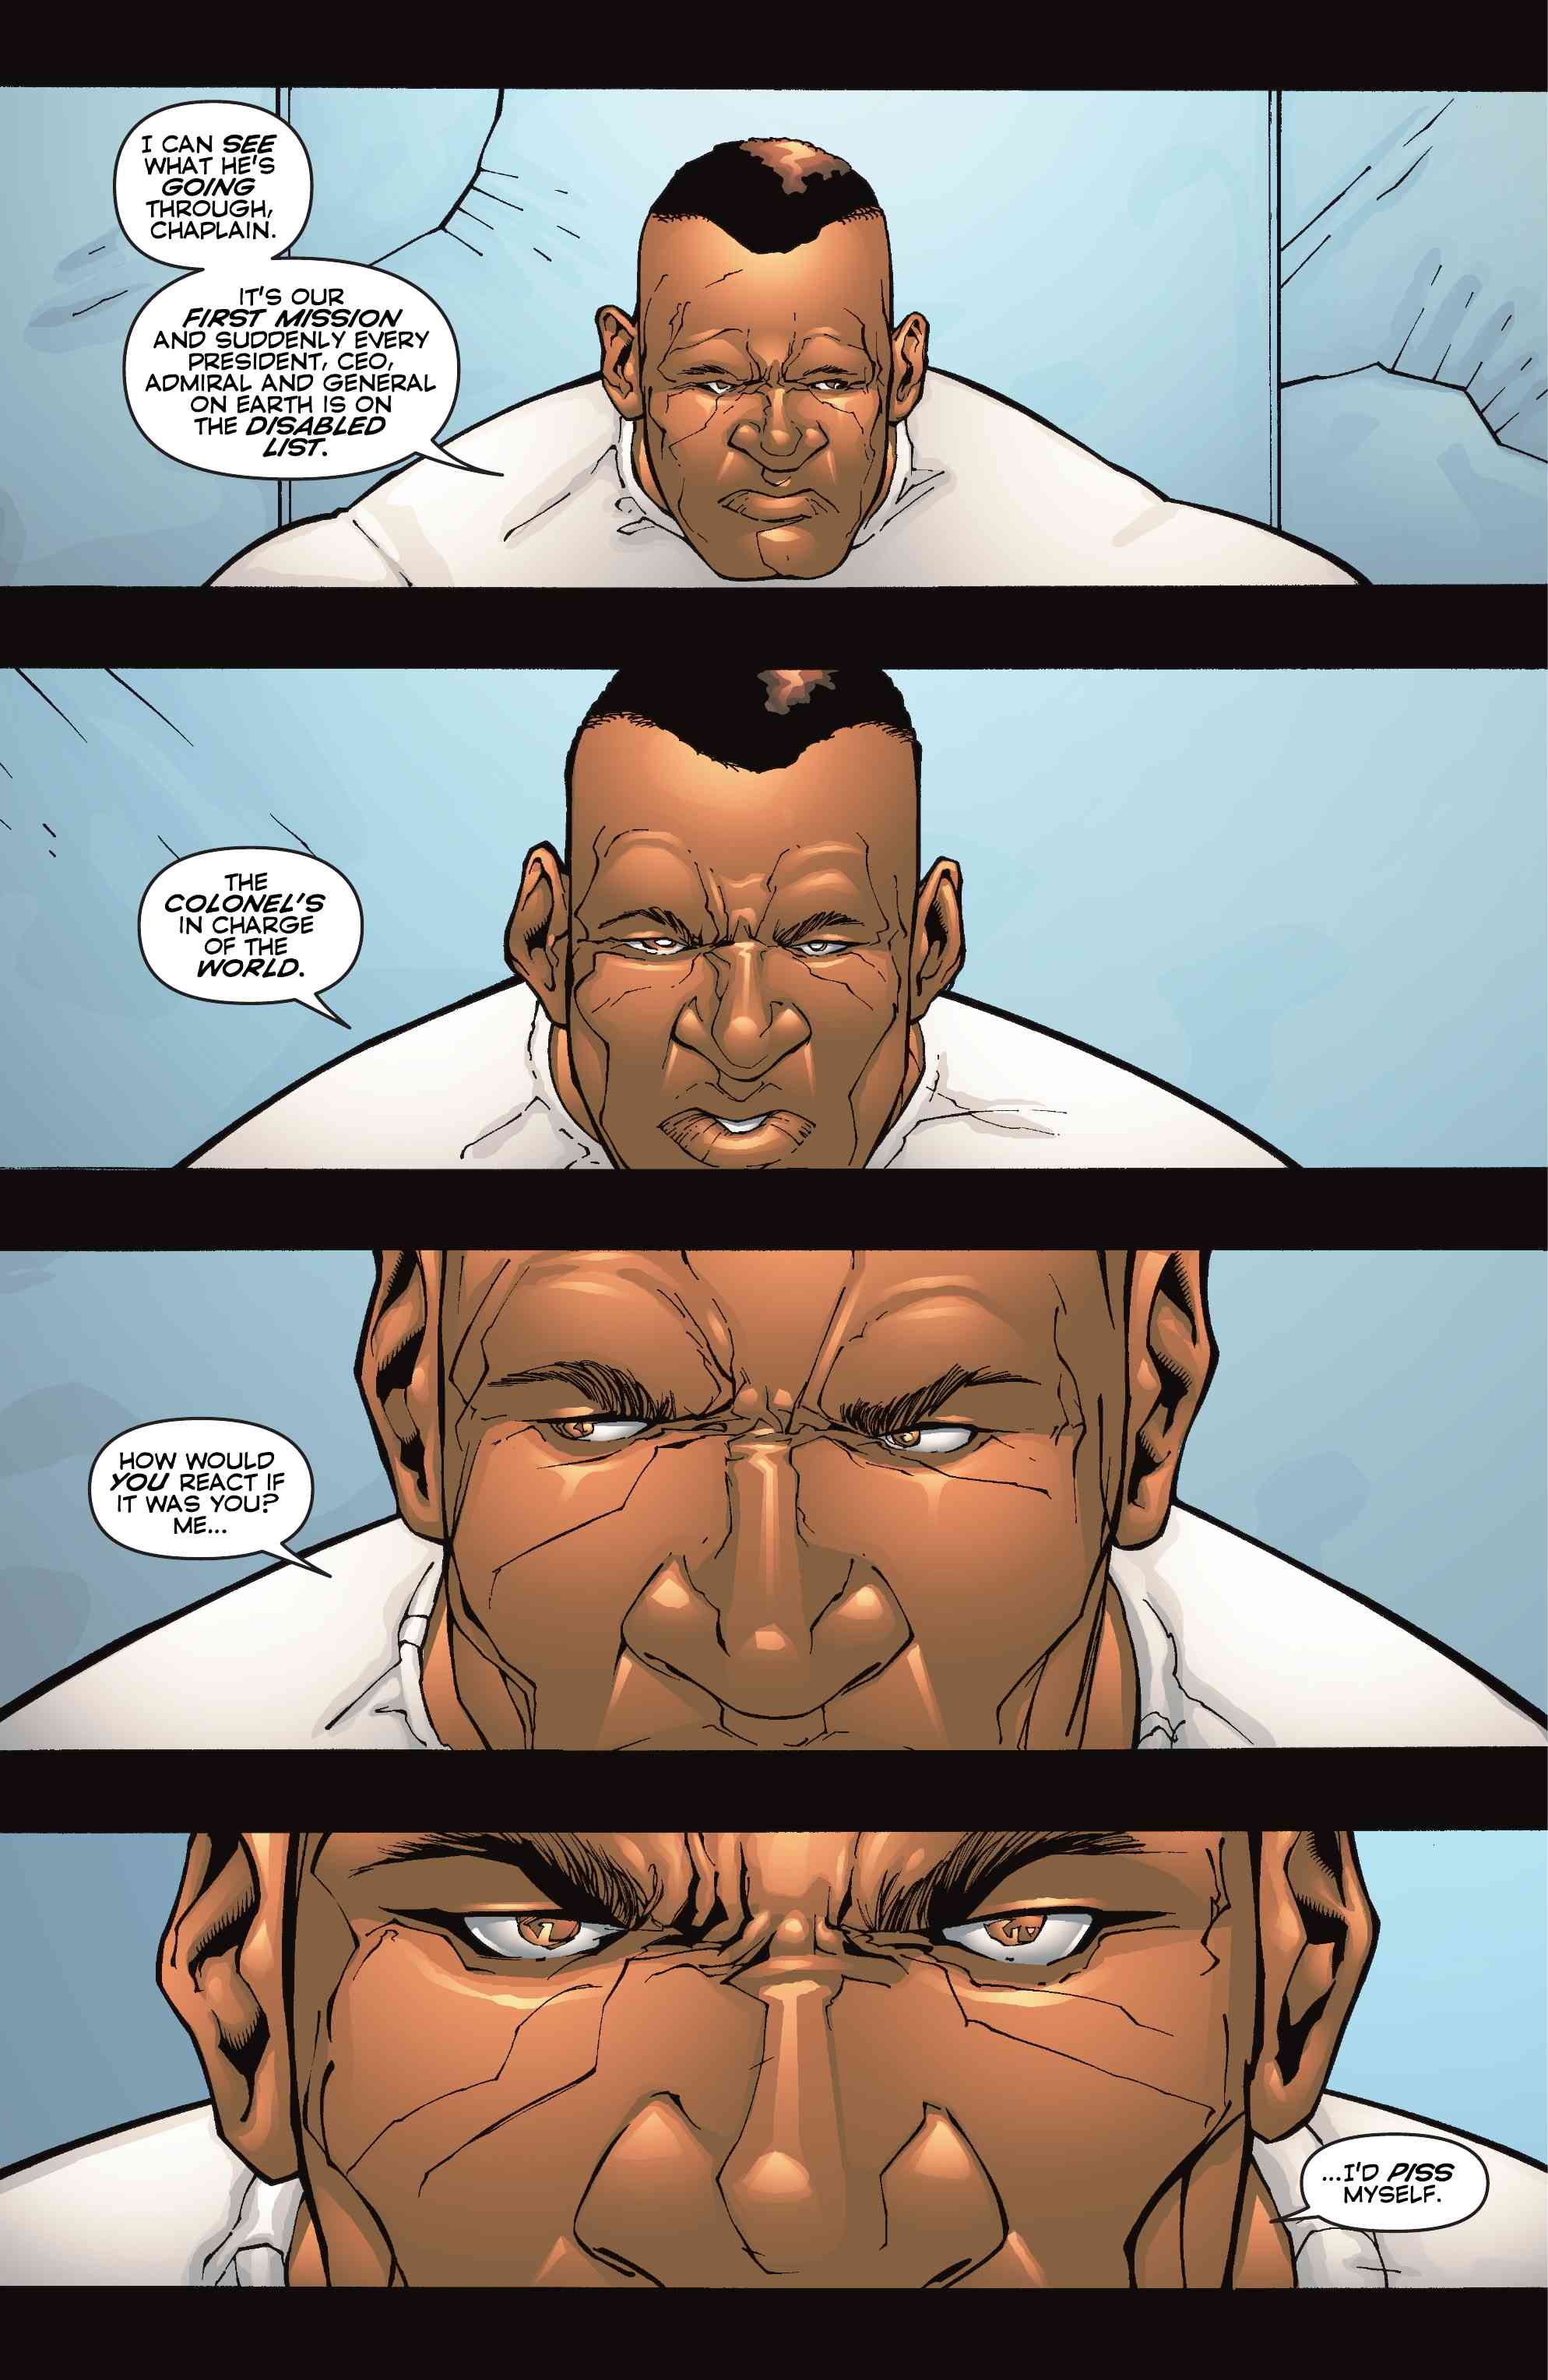 I CAN SEE
WHAT HE'S
GOING
THROUGH,
CHAPLAIN.
IT'S OUR
FIRST MISSION
AND SUDDENLY EVERY
PRESIDENT, CEO,
ADMIRAL AND GENERAL
ON EARTH IS ON
THE DISABLED
LIST.
THE
COLONEL'S
IN CHARGE
OF THE
WORLD.
HOW WOULD
YOU REACT IF
IT WAS YOU?
ME...
...I'D PISS
MYSELF.